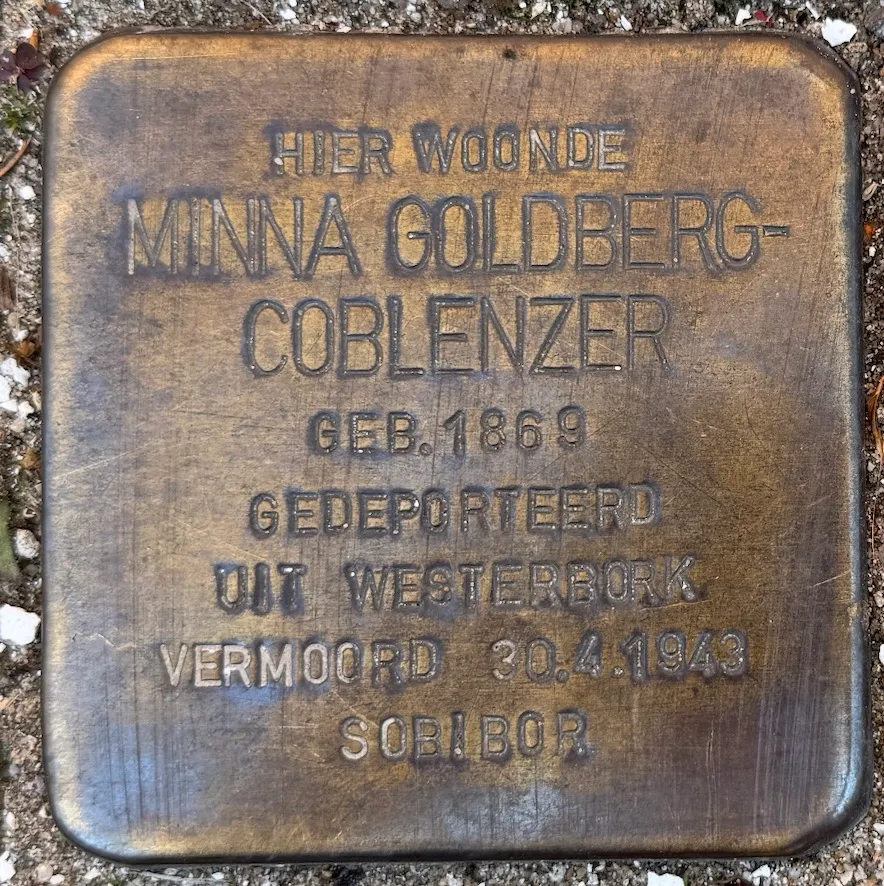 HIER WOONDE
MINNA GOLDBERG-
COBLENZER
GEB. 1869
GEDEPORTEERD
UIT WESTERBORK
VERMOORD 30.4.1943
SOBIBOR